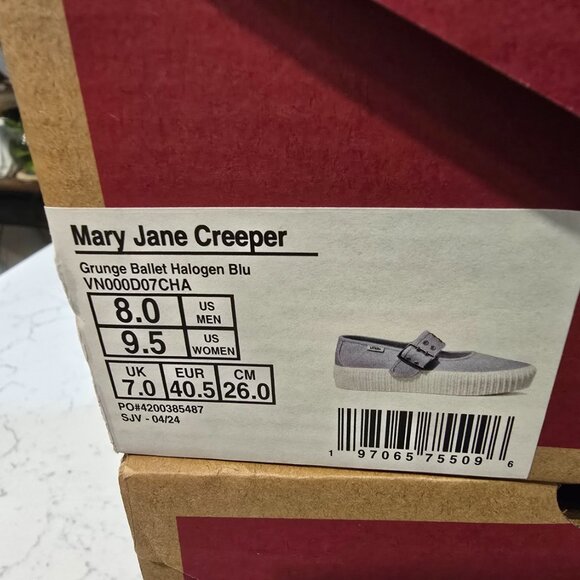 Mary Jane Creeper
Grunge Ballet Halogen Blu
VN000D07CHA
8.0 US MEN
9.5 US WOMEN
UK EUR CM
7.0 40.5 26.0
PO#4200385487
SJV - 04/24
1 97065 75509 6